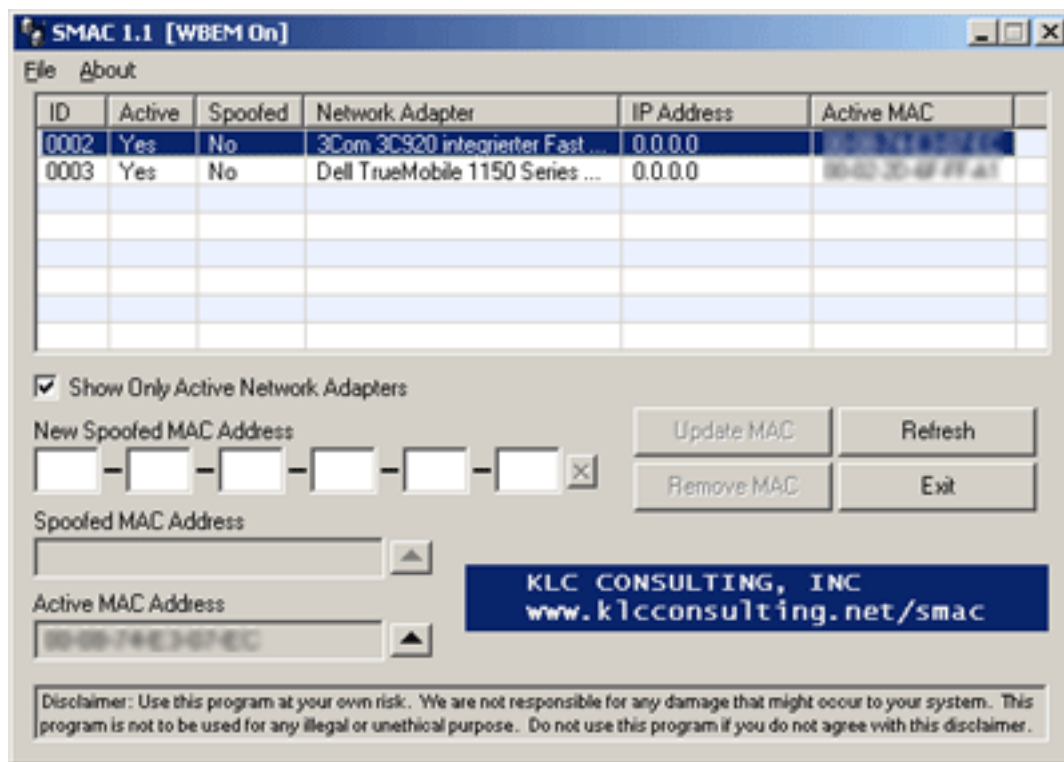 SMAC 1.1 [WBEM On]
File About
ID Active Spoofed Network Adapter IP Address Active MAC
0002 Yes No 3Com 3C920 integrierter Fast ... 0.0.0.0
0003 Yes No Dell TrueMobile 1150 Series ... 0.0.0.0
Show Only Active Network Adapters
New Spoofed MAC Address
Update MAC Refresh
Remove MAC Exit
Spoofed MAC Address
KLC CONSULTING, INC
www.klcconsulting.net/smac
Active MAC Address
Disclaimer: Use this program at your own risk. We are not responsible for any damage that might occur to your system. This
program is not to be used for any illegal or unethical purpose. Do not use this program if you do not agree with this disclaimer.